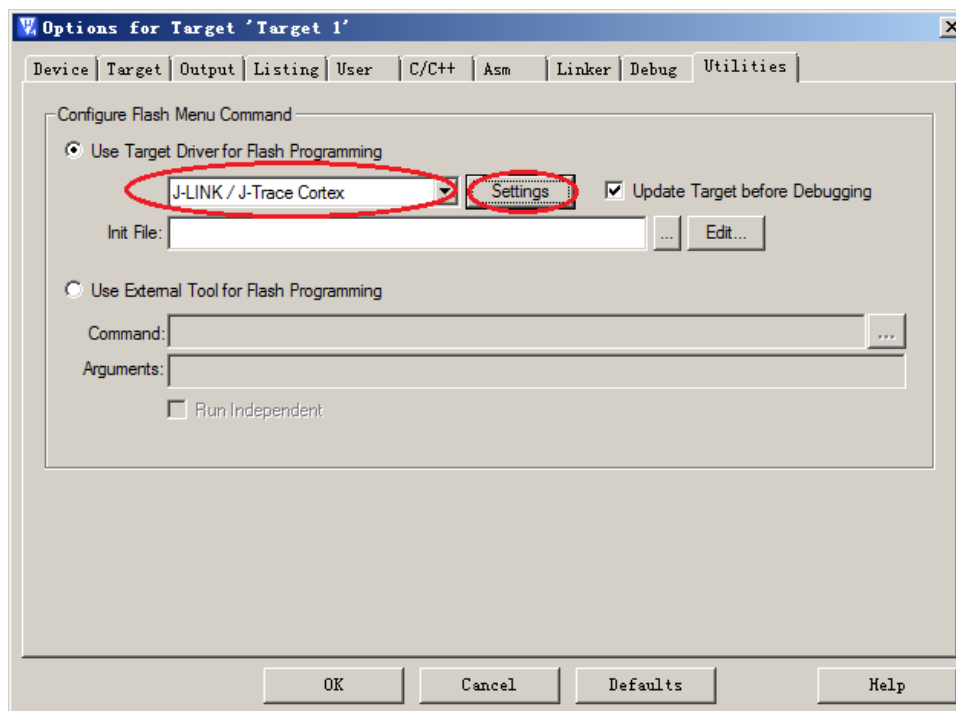 Options for Target 'Target 1'
Device Target Output Listing User C/C++ Asm Linker Debug Utilities
Configure Flash Menu Command
Use Target Driver for Flash Programming
J-LINK / J-Trace Cortex Settings Update Target before Debugging
Init File: ... Edit...
Use External Tool for Flash Programming
Command: ...
Arguments:
Run Independent
OK Cancel Defaults Help